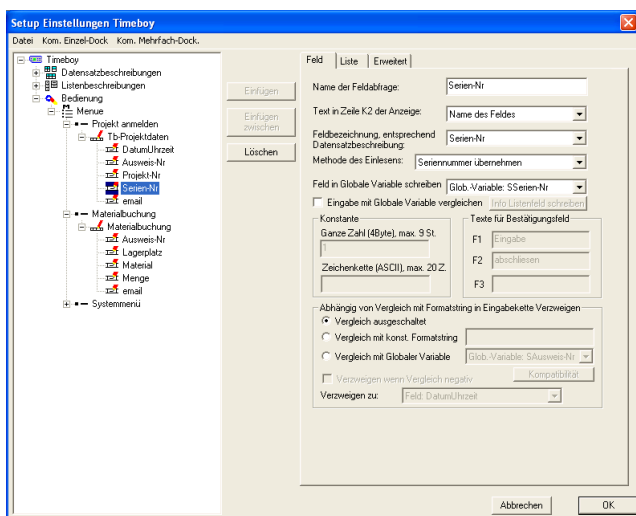 Setup Einstellungen Timeboy
Datei Kom. Einzel-Dock Kom. Mehrfach-Dock.
Timeboy
Datensatzbeschreibungen
Listenbeschreibungen
Bedienung
Menue
Projekt anmelden
Tb-Projektdaten
DatumUhrzeit
Ausweis-Nr
Projekt-Nr
Serien-Nr
email
Materialbuchung
Materialbuchung
Ausweis-Nr
Lagerplatz
Material
Menge
email
Systemmenü
Einfügen
Einfügen
zwischen
Löschen
Feld Liste Erweitert
Name der Feldabfrage: Serien-Nr
Text in Zeile K2 der Anzeige: Name des Feldes
Feldbezeichnung, entsprechend
Datensatzbeschreibung: Serien-Nr
Methode des Einlesens: Seriennummer übernehmen
Feld in Globale Variable schreiben Glob.-Variable: SSerien-Nr
Eingabe mit Globale Variable vergleichen Info Listenfeld schreiben
Konstante
Ganze Zahl (4Byte), max. 9 St.
1
Zeichenkette (ASCII), max. 20 Z.
Texte für Bestätigungsfeld
F1 Eingabe
F2 abschliesen
F3
Abhängig von Vergleich mit Formatstring in Eingabekette Verzweigen
Vergleich ausgeschaltet
Vergleich mit konst. Formatstring
Vergleich mit Globaler Variable Glob.-Variable: SAusweis-Nr
Verzweigen wenn Vergleich negativ Kompatibilität
Verzweigen zu: Feld: DatumUhrzeit
Abbrechen OK